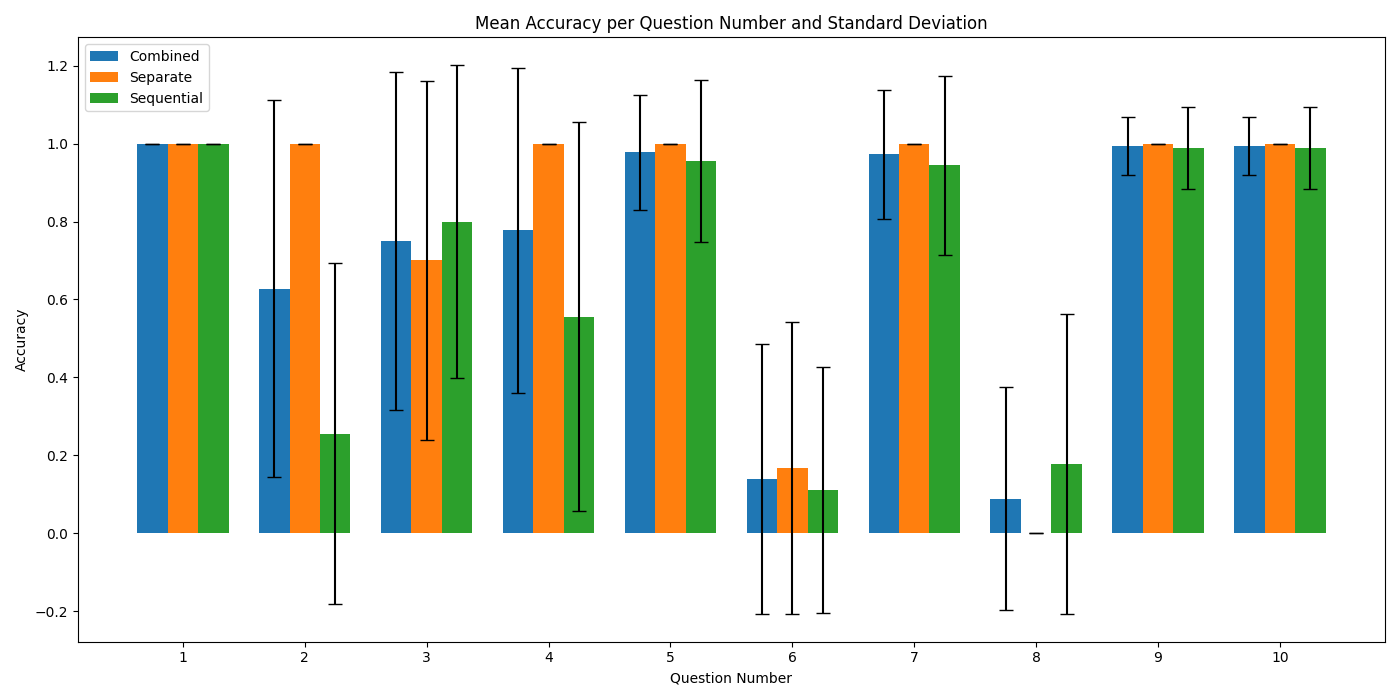 Mean Accuracy per Question Number and Standard Deviation
Combined
Separate
Sequential
1.2
1.0
0.8
0.6
0.4
0.2
0.0
−0.2
Accuracy
1 2 3 4 5 6 7 8 9 10
Question Number